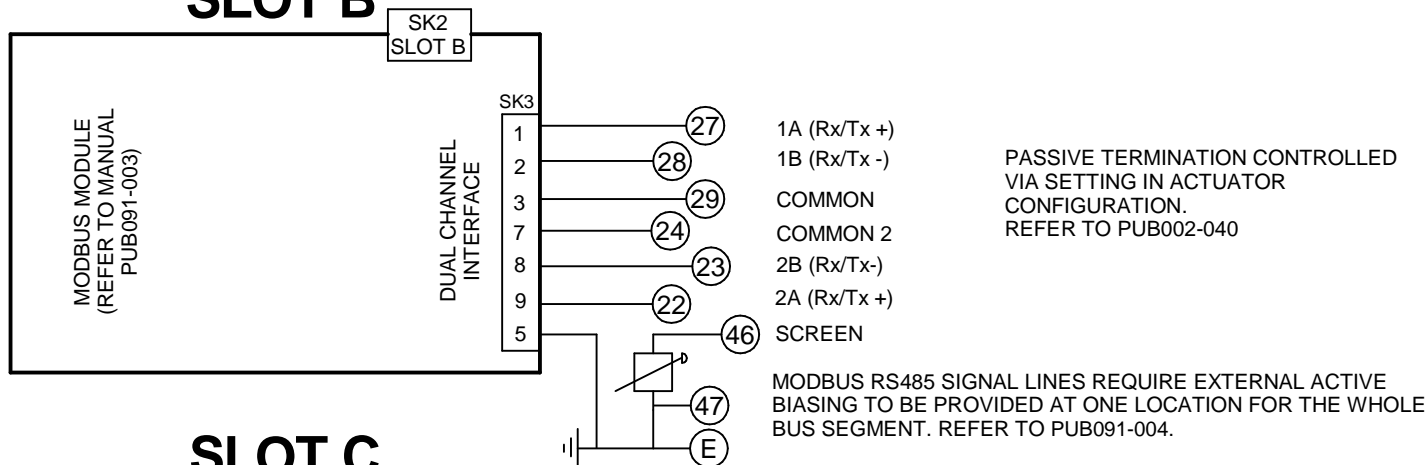 SLOT B
SK2
SLOT B
MODBUS MODULE
(REFER TO MANUAL
PUB091-003)
DUAL CHANNEL
INTERFACE
SK3
1
2
3
7
8
9
5
27
28
29
24
23
22
46
47
E
1A (Rx/Tx +)
1B (Rx/Tx -)
COMMON
COMMON 2
2B (Rx/Tx-)
2A (Rx/Tx +)
SCREEN
PASSIVE TERMINATION CONTROLLED
VIA SETTING IN ACTUATOR
CONFIGURATION.
REFER TO PUB002-040
MODBUS RS485 SIGNAL LINES REQUIRE EXTERNAL ACTIVE
BIASING TO BE PROVIDED AT ONE LOCATION FOR THE WHOLE
BUS SEGMENT. REFER TO PUB091-004.
SLOT C